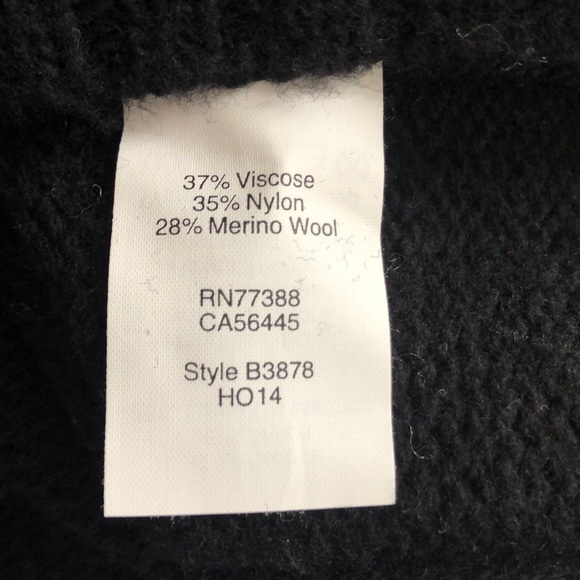 37% Viscose
35% Nylon
28% Merino Wool
RN77388
CA56445
Style B3878
HO14